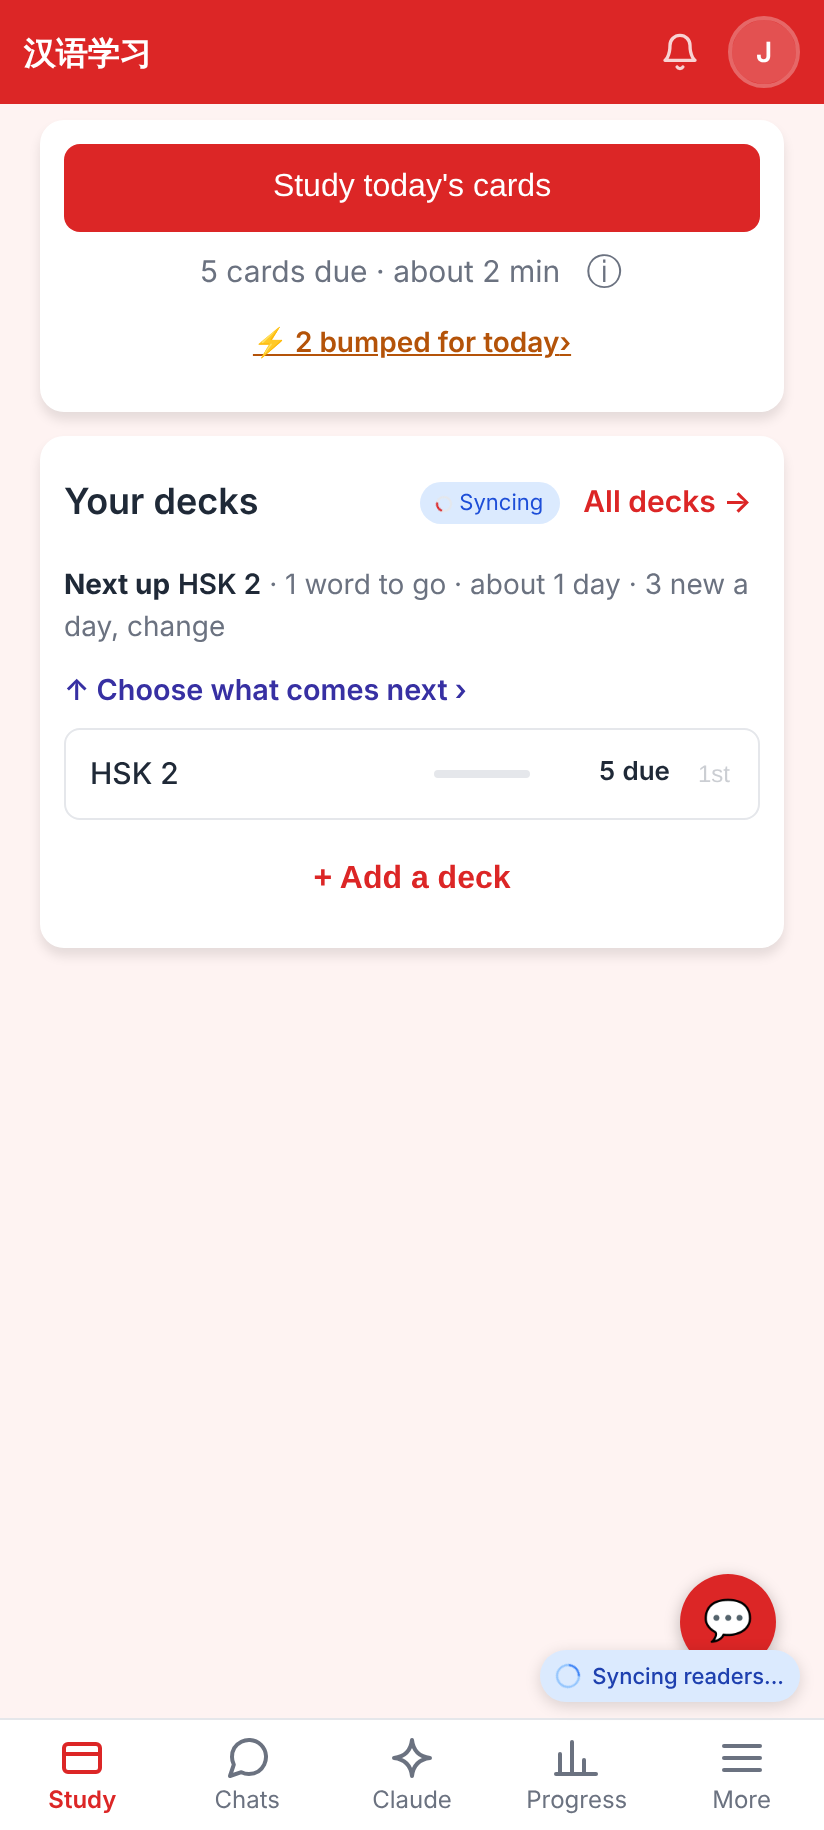 汉语学习
J
Study today's cards
5 cards due · about 2 min ⓘ
⚡ 2 bumped for today›
Your decks
Syncing
All decks →
Next up HSK 2 · 1 word to go · about 1 day · 3 new a
day, change
↑ Choose what comes next ›
HSK 2
5 due
1st
+ Add a deck
Syncing readers...
Study
Chats
Claude
Progress
More